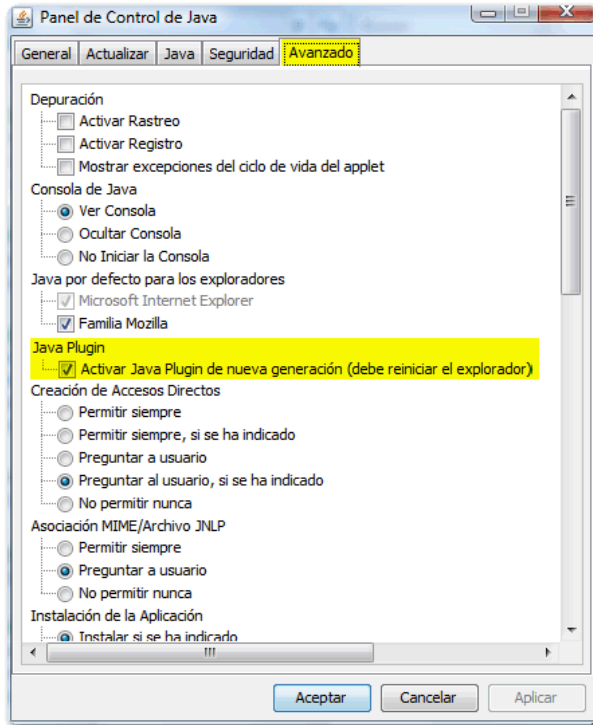 Panel de Control de Java
General Actualizar Java Seguridad Avanzado
Depuración
Activar Rastreo
Activar Registro
Mostrar excepciones del ciclo de vida del applet
Consola de Java
Ver Consola
Ocultar Consola
No Iniciar la Consola
Java por defecto para los exploradores
Microsoft Internet Explorer
Familia Mozilla
Java Plugin
Activar Java Plugin de nueva generación (debe reiniciar el explorador)
Creación de Accesos Directos
Permitir siempre
Permitir siempre, si se ha indicado
Preguntar a usuario
Preguntar al usuario, si se ha indicado
No permitir nunca
Asociación MIME/Archivo JNLP
Permitir siempre
Preguntar a usuario
No permitir nunca
Instalación de la Aplicación
Instalar si se ha indicado
Aceptar Cancelar Aplicar